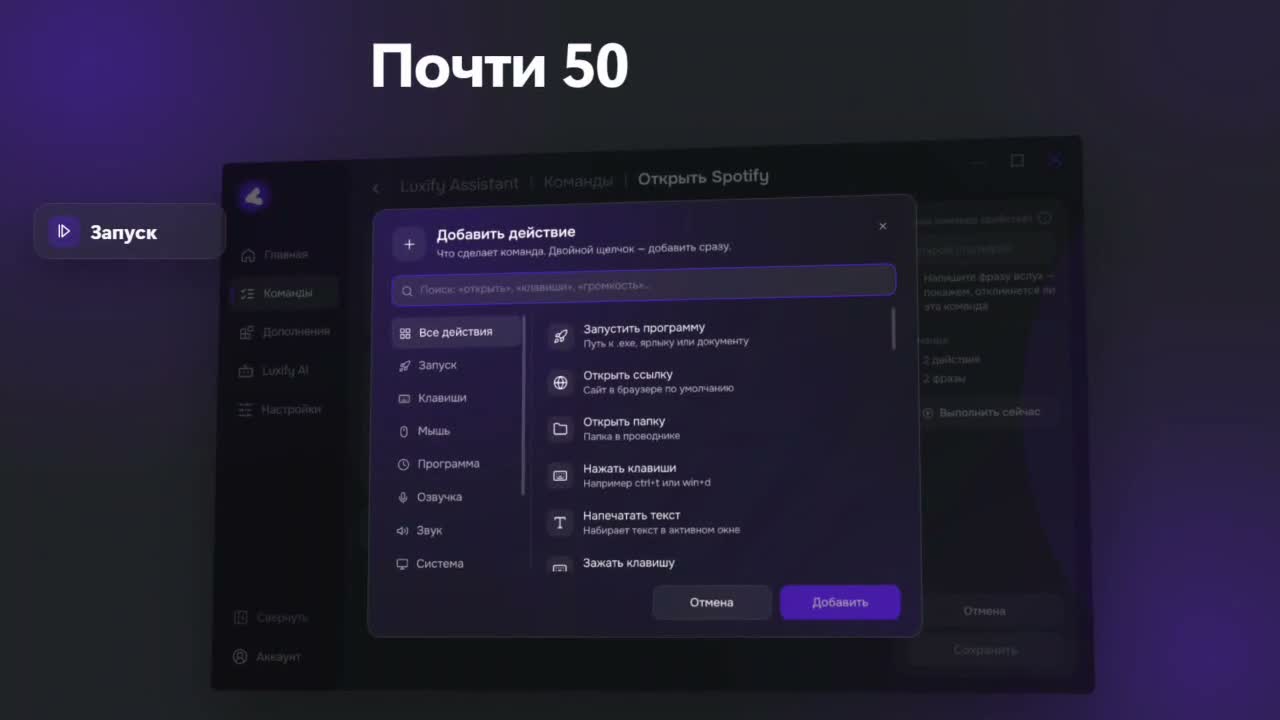 Почти 50
Запуск
Luxify Assistant | Команды | Открыть Spotify
Главная
Команды
Дополнения
Luxify AI
Настройки
Свернуть
Аккаунт
Добавить действие
Что сделает команда. Двойной щелчок — добавить сразу.
Поиск: «открыть», «клавиши», «громкость»...
Все действия
Запуск
Клавиши
Мышь
Программа
Озвучка
Звук
Система
Запустить программу
Путь к .exe, ярлыку или документу
Открыть ссылку
Сайт в браузере по умолчанию
Открыть папку
Папка в проводнике
Нажать клавиши
Например ctrl+t или win+d
Напечатать текст
Набирает текст в активном окне
Зажать клавишу
Отмена
Добавить
Напишите фразу вслух —
покажем, откликнется ли
эта команда
2 действия
2 фразы
Выполнить сейчас
Отмена
Сохранить